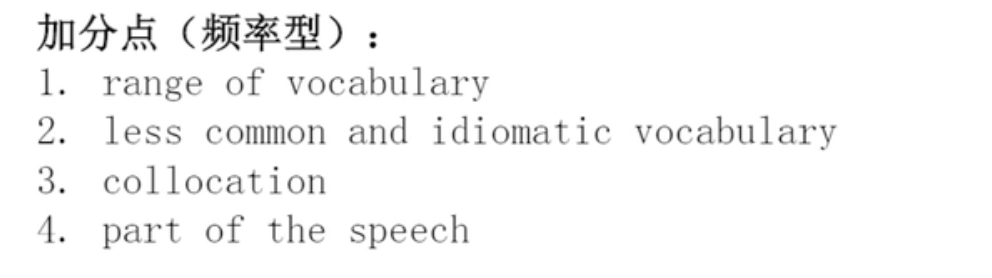 加分点（频率型）：
1. range of vocabulary
2. less common and idiomatic vocabulary
3. collocation
4. part of the speech